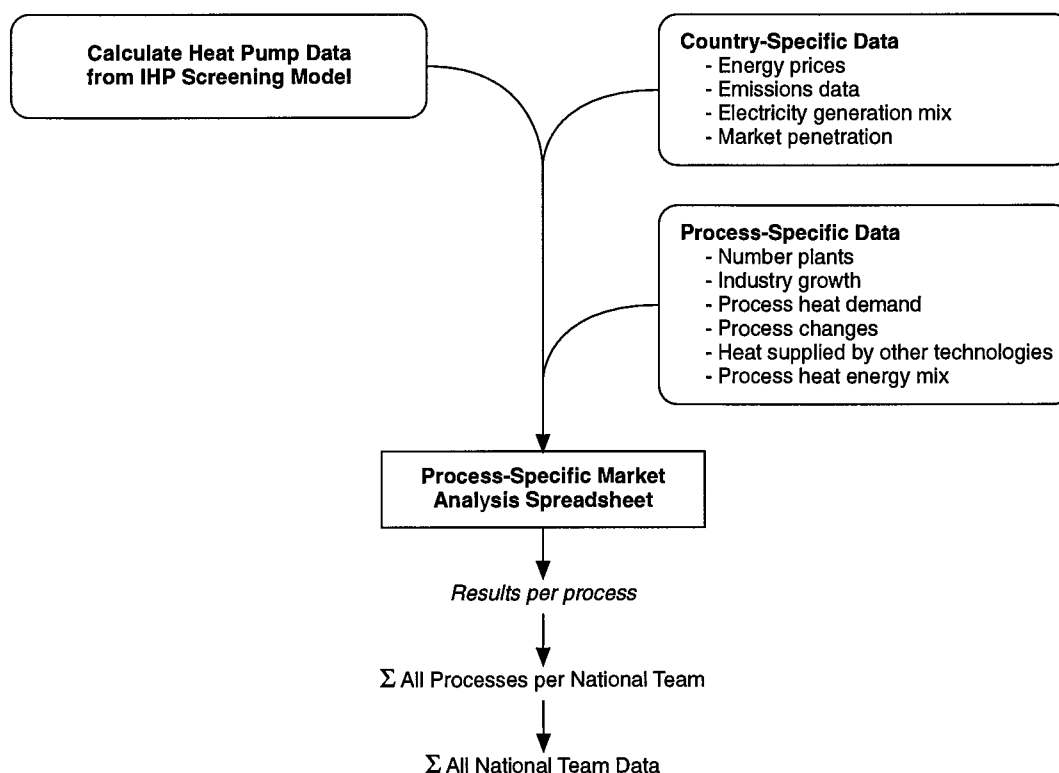 Calculate Heat Pump Data
from IHP Screening Model
Country-Specific Data
- Energy prices
- Emissions data
- Electricity generation mix
- Market penetration
Process-Specific Data
- Number plants
- Industry growth
- Process heat demand
- Process changes
- Heat supplied by other technologies
- Process heat energy mix
Process-Specific Market
Analysis Spreadsheet
Results per process
Σ All Processes per National Team
Σ All National Team Data